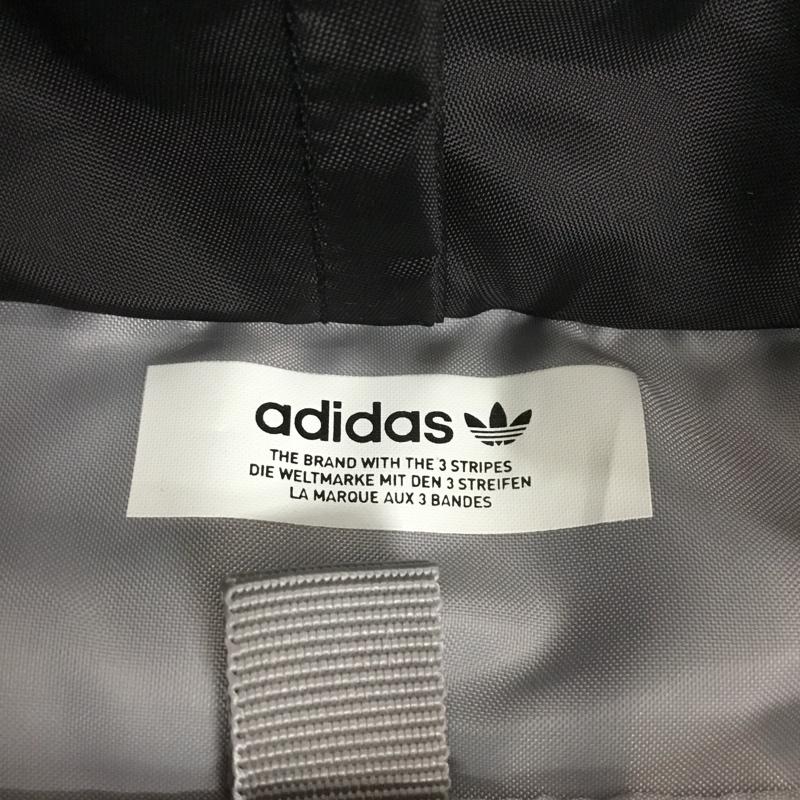 adidas
THE BRAND WITH THE 3 STRIPES
DIE WELTMARKE MIT DEN 3 STREIFEN
LA MARQUE AUX 3 BANDES